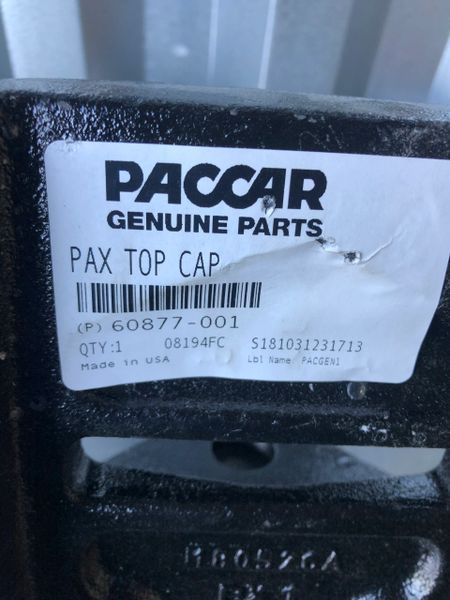 PACCAR
GENUINE PARTS
PAX TOP CAP
(P) 60877-001
QTY:1 08194FC S181031231713
Made in USA Lbl Name: PACGEN1